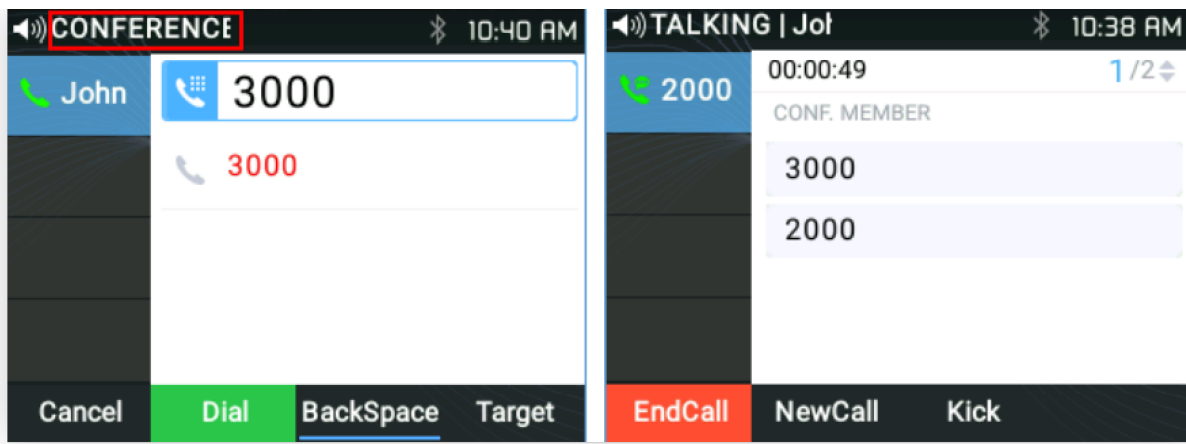 CONFERENCE
10:40 AM
John
3000
3000
Cancel
Dial
BackSpace
Target
TALKING | Joh
10:38 AM
2000
00:00:49
1/2
CONF. MEMBER
3000
2000
EndCall
NewCall
Kick